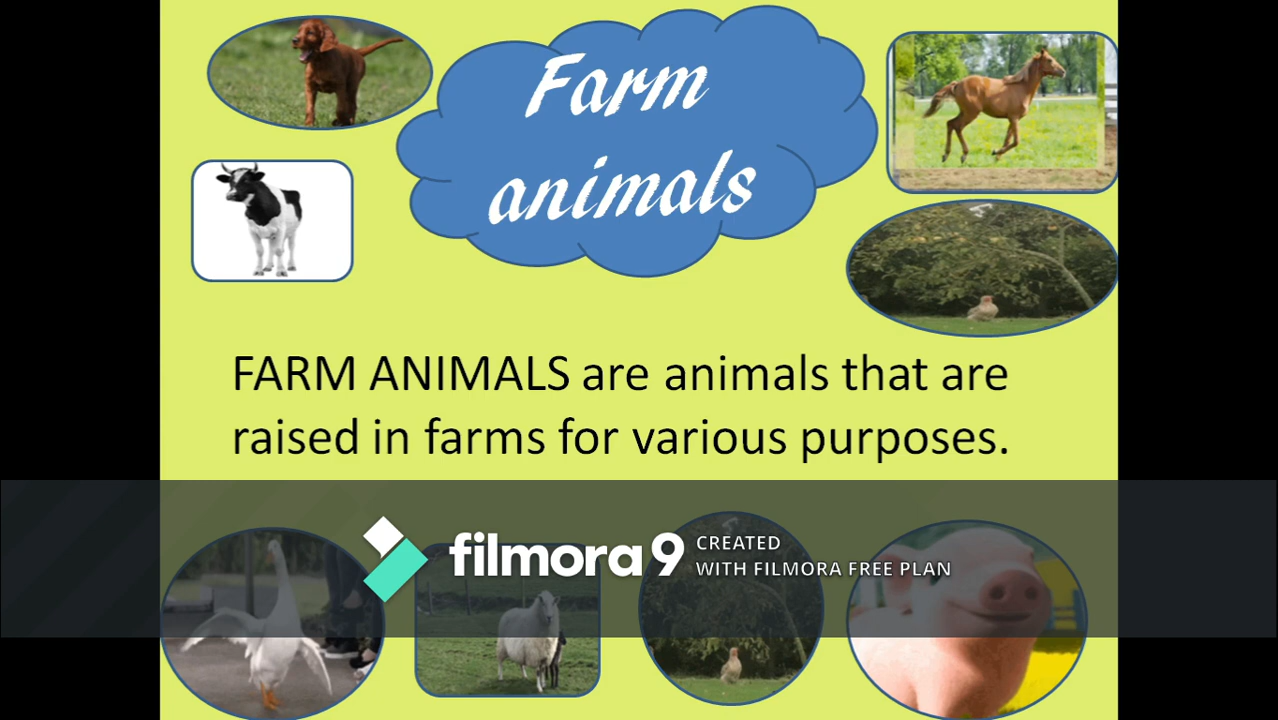 Farm
animals
FARM ANIMALS are animals that are
raised in farms for various purposes.
filmora9
CREATED
WITH FILMORA FREE PLAN